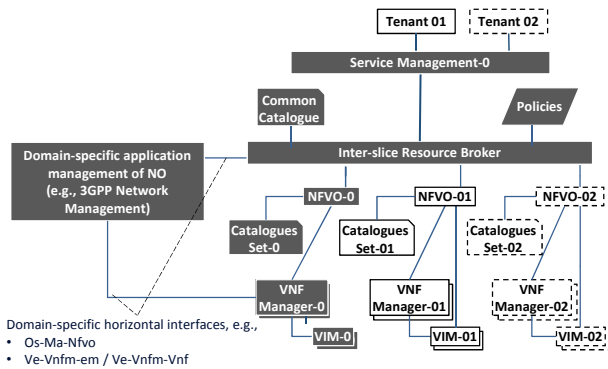 Tenant 01
Tenant 02
Service Management-0
Common
Catalogue
Policies
Domain-specific application
management of NO
(e.g., 3GPP Network
Management)
Inter-slice Resource Broker
NFVO-0
NFVO-01
NFVO-02
Catalogues
Set-0
Catalogues
Set-01
Catalogues
Set-02
VNF
Manager-0
VNF
Manager-01
VNF
Manager-02
VIM-0
VIM-01
VIM-02
Domain-specific horizontal interfaces, e.g.,
• Os-Ma-Nfvo
• Ve-Vnfm-em / Ve-Vnfm-Vnf